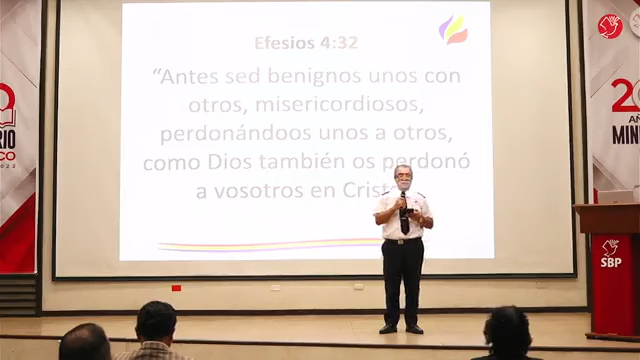 Efesios 4:32
“Antes sed benignos unos con
otros, misericordiosos,
perdonándoos unos a otros,
como Dios también os perdonó
a vosotros en Crist
SBP